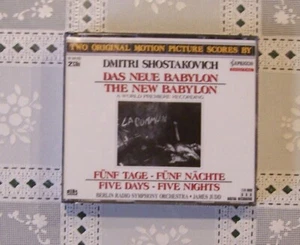 TWO ORIGINAL MOTION PICTURE SCORES BY
DMITRI SHOSTAKOVICH
CAPRICCIO
DAS NEUE BABYLON
THE NEW BABYLON
WORLD PREMIERE RECORDING
FÜNF TAGE - FÜNF NÄCHTE
FIVE DAYS - FIVE NIGHTS
BERLIN RADIO SYMPHONY ORCHESTRA · JAMES JUDD